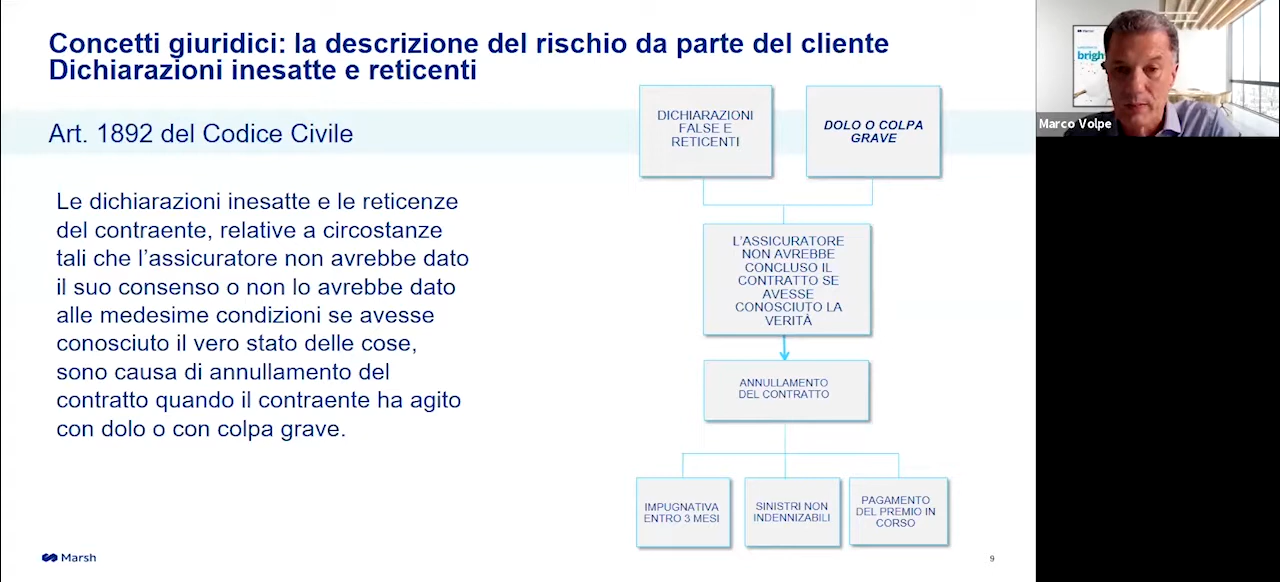 Concetti giuridici: la descrizione del rischio da parte del cliente
Dichiarazioni inesatte e reticenti
Art. 1892 del Codice Civile
Le dichiarazioni inesatte e le reticenze
del contraente, relative a circostanze
tali che l’assicuratore non avrebbe dato
il suo consenso o non lo avrebbe dato
alle medesime condizioni se avesse
conosciuto il vero stato delle cose,
sono causa di annullamento del
contratto quando il contraente ha agito
con dolo o con colpa grave.
DICHIARAZIONI
FALSE E
RETICENTI
DOLO O COLPA
GRAVE
L’ASSICURATORE
NON AVREBBE
CONCLUSO IL
CONTRATTO SE
AVESSE
CONOSCIUTO LA
VERITÀ
ANNULLAMENTO
DEL CONTRATTO
IMPUGNATIVA
ENTRO 3 MESI
SINISTRI NON
INDENNIZABILI
PAGAMENTO
DEL PREMIO IN
CORSO
Marsh
9
brigh
Marco Volpe